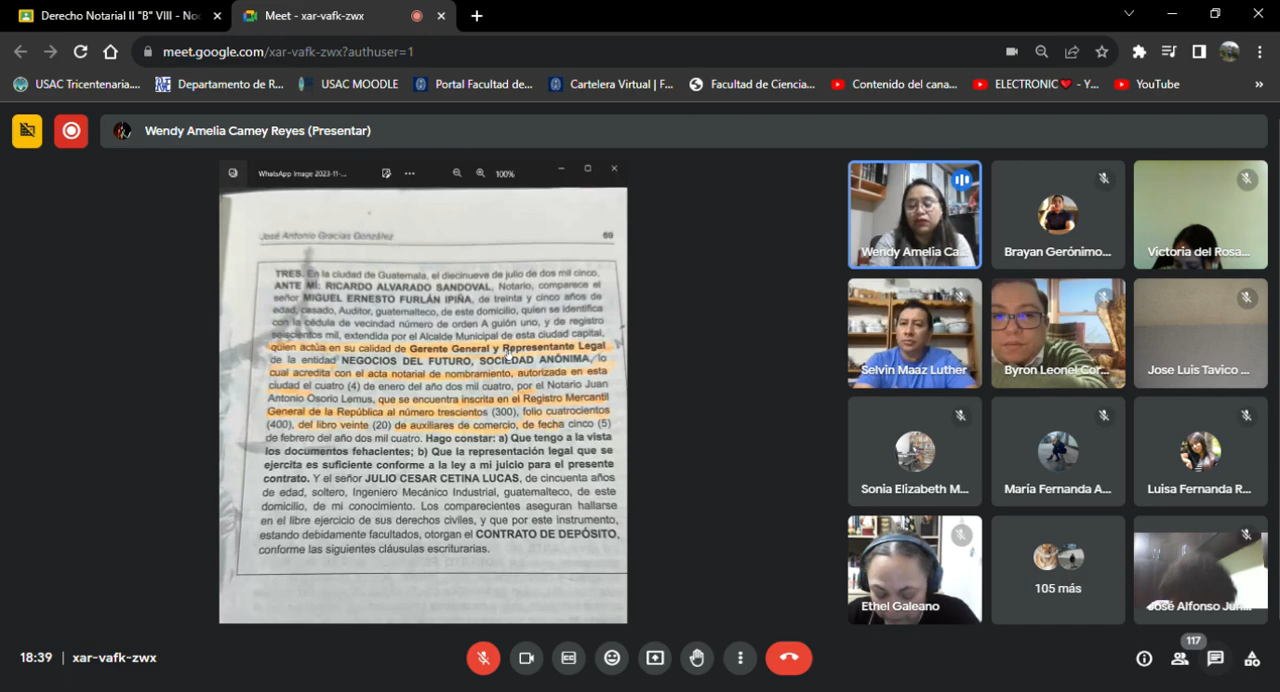 Derecho Notarial II "B" VIII - No
Meet - xar-vafk-zwx
meet.google.com/xar-vafk-zwx?authuser=1
USAC Tricentenaria....
Departamento de R...
USAC MOODLE
Portal Facultad de...
Cartelera Virtual | F...
Facultad de Ciencia...
Contenido del cana...
ELECTRONIC❤ - Y...
YouTube
»
Wendy Amelia Camey Reyes (Presentar)
WhatsApp Image 2023-11-...
100%
José Antonio Gracias González
69
TRES. En la ciudad de Guatemala, el diecinueve de julio de dos mil cinco,
ANTE MÍ: RICARDO ALVARADO SANDOVAL, Notario, comparece el
señor MIGUEL ERNESTO FURLÁN IPIÑA, de treinta y cinco años de
edad, casado, Auditor, guatemalteco, de este domicilio, quien se identifica
con la cédula de vecindad número de orden A guión uno, y de registro
seiscientos mil, extendida por el Alcalde Municipal de esta ciudad capital,
quien actúa en su calidad de Gerente General y Representante Legal
de la entidad NEGOCIOS DEL FUTURO, SOCIEDAD ANÓNIMA, lo
cual acredita con el acta notarial de nombramiento, autorizada en esta
ciudad el cuatro (4) de enero del año dos mil cuatro, por el Notario Juan
Antonio Osorio Lemus, que se encuentra inscrita en el Registro Mercantil
General de la República al número trescientos (300), folio cuatrocientos
(400), del libro veinte (20) de auxiliares de comercio, de fecha cinco (5)
de febrero del año dos mil cuatro. Hago constar: a) Que tengo a la vista
los documentos fehacientes; b) Que la representación legal que se
ejercita es suficiente conforme a la ley a mi juicio para el presente
contrato. Y el señor JULIO CESAR CETINA LUCAS, de cincuenta años
de edad, soltero, Ingeniero Mecánico Industrial, guatemalteco, de este
domicilio, de mi conocimiento. Los comparecientes aseguran hallarse
en el libre ejercicio de sus derechos civiles, y que por este instrumento,
estando debidamente facultados, otorgan el CONTRATO DE DEPÓSITO,
conforme las siguientes cláusulas escriturarias.
Wendy Amelia Ca...
Brayan Gerónimo...
Victoria del Rosa...
Selvin Maaz Luther
Byron Leonel Cor...
Jose Luis Tavico ...
Sonia Elizabeth M...
María Fernanda A...
Luisa Fernanda R...
Ethel Galeano
105 más
José Alfonso Jun...
18:39 | xar-vafk-zwx
117